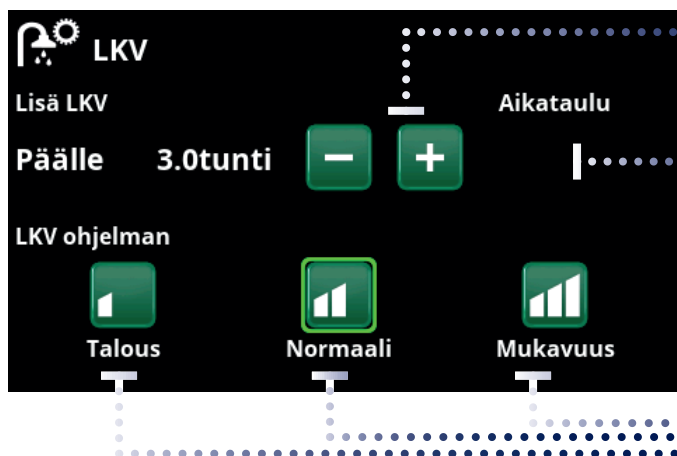 LKV
Lisä LKV
Aikataulu
Päälle 3.0tunti
LKV ohjelman
Talous Normaali Mukavuus